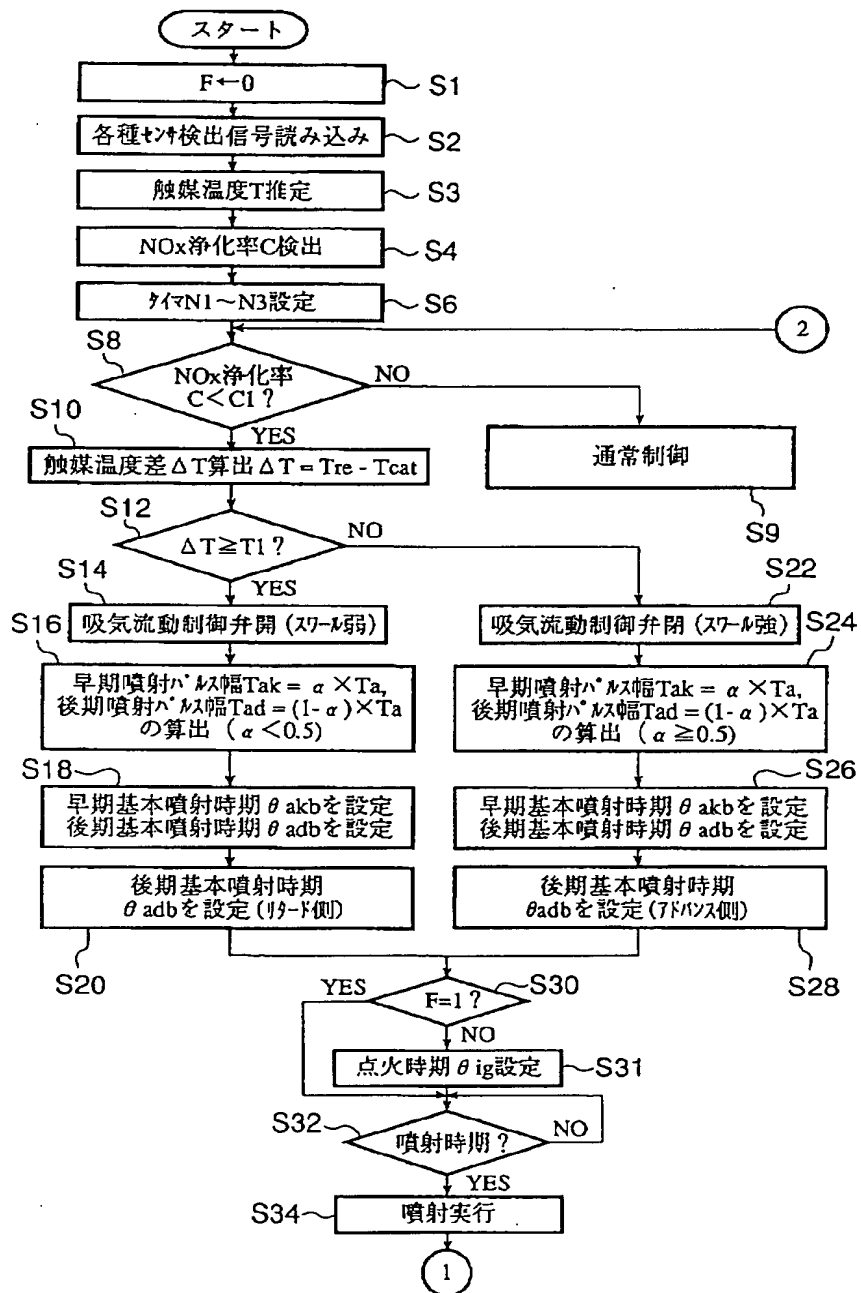 スタート
F←0
S1
各種センサ検出信号読み込み
S2
触媒温度T推定
S3
NOx浄化率C検出
S4
タイマN1～N3設定
S6
2
S8
NOx浄化率
C<C1?
NO
YES
通常制御
S9
S10
触媒温度差ΔT算出ΔT = Tre - Tcat
S12
ΔT≧T1?
NO
YES
S14
吸気流動制御弁開 (スワール弱)
S22
吸気流動制御弁閉 (スワール強)
S16
早期噴射パルス幅Tak = α×Ta,
後期噴射パルス幅Tad = (1-α)×Ta
の算出 (α<0.5)
S24
早期噴射パルス幅Tak = α×Ta,
後期噴射パルス幅Tad = (1-α)×Ta
の算出 (α≧0.5)
S18
早期基本噴射時期θakbを設定
後期基本噴射時期θadbを設定
S26
早期基本噴射時期θakbを設定
後期基本噴射時期θadbを設定
後期基本噴射時期
θadbを設定(リタード側)
S20
後期基本噴射時期
θadbを設定(アドバンス側)
S28
S30
F=1?
YES
NO
点火時期θig設定
S31
S32
噴射時期?
NO
YES
S34
噴射実行
1